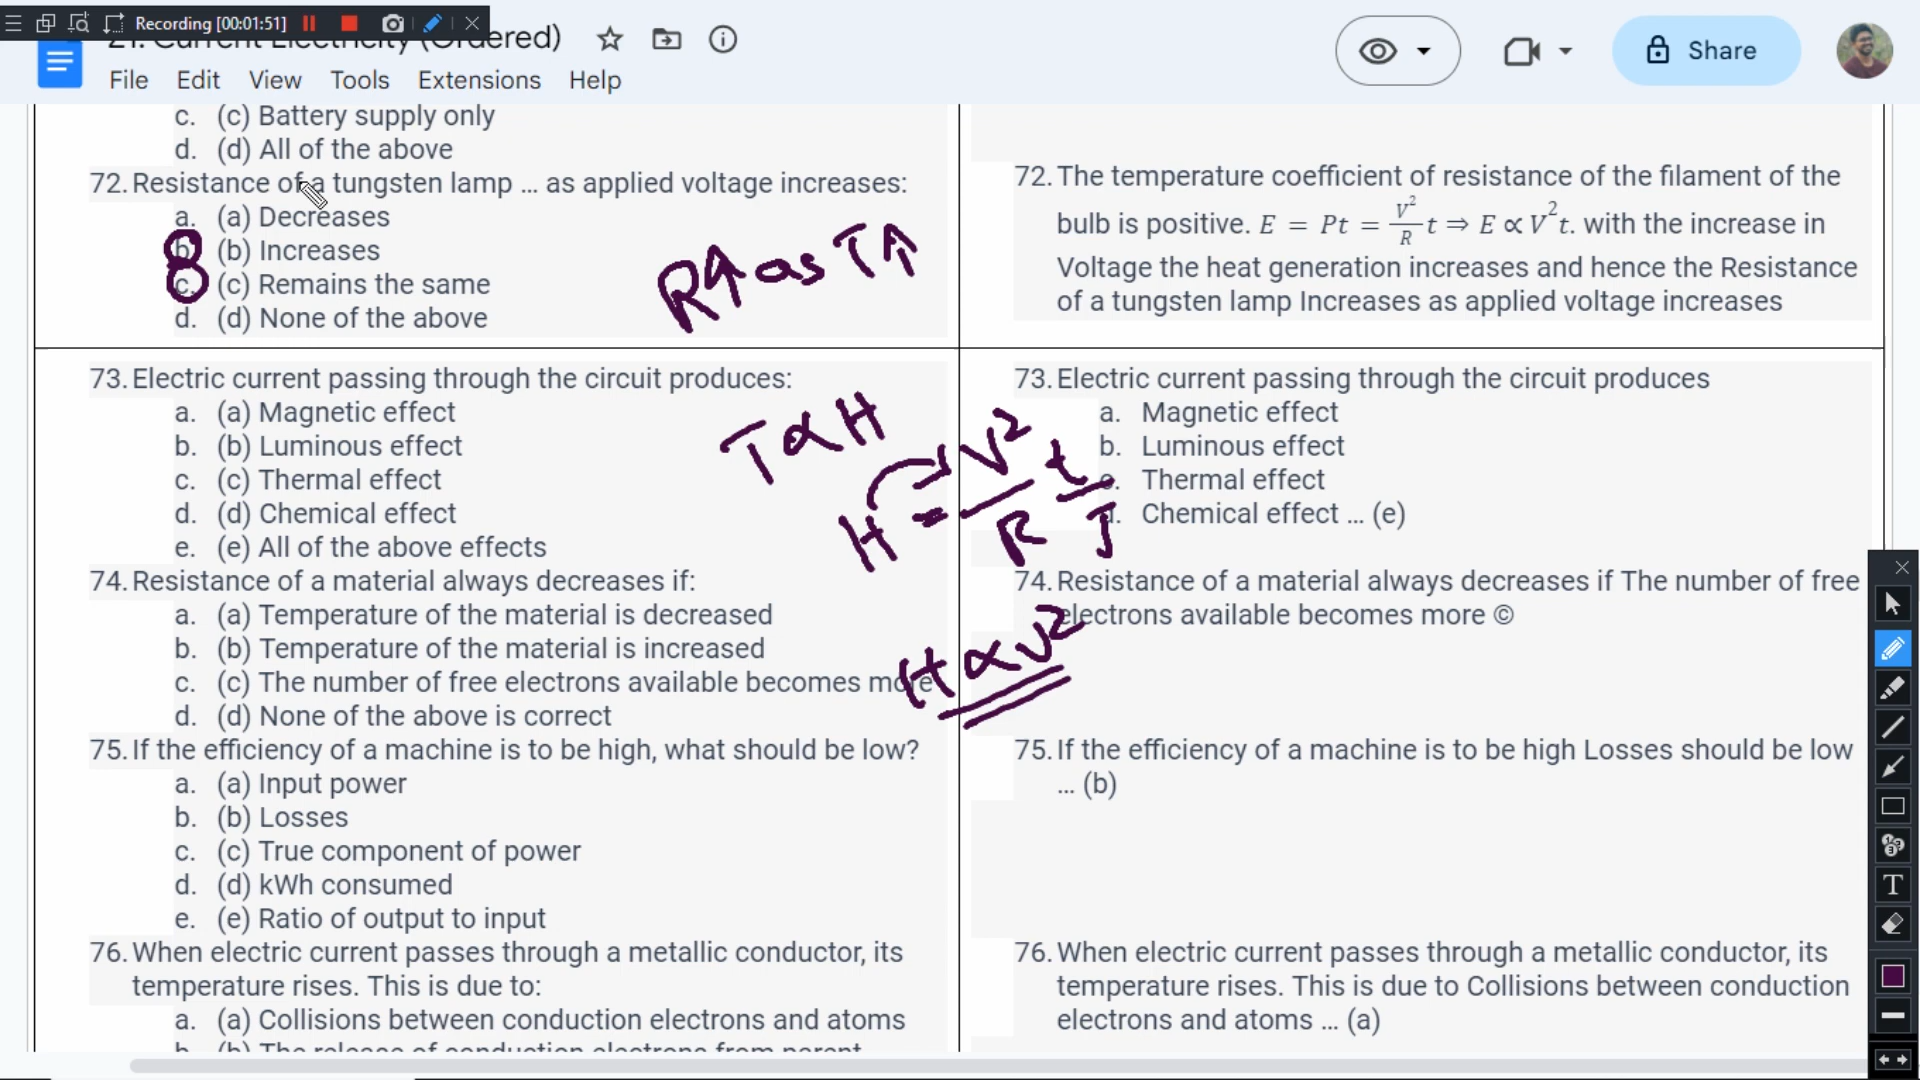 Recording [00:01:51]
21. Current Electricity (Ordered)
Share
File Edit View Tools Extensions Help
c. (c) Battery supply only
d. (d) All of the above
72. Resistance of a tungsten lamp ... as applied voltage increases:
a. (a) Decreases
b. (b) Increases
c. (c) Remains the same
d. (d) None of the above
R↑ as T↑
73. Electric current passing through the circuit produces:
a. (a) Magnetic effect
b. (b) Luminous effect
c. (c) Thermal effect
d. (d) Chemical effect
e. (e) All of the above effects
T∝H
H = V² t
R J
H∝V²
74. Resistance of a material always decreases if:
a. (a) Temperature of the material is decreased
b. (b) Temperature of the material is increased
c. (c) The number of free electrons available becomes more
d. (d) None of the above is correct
75. If the efficiency of a machine is to be high, what should be low?
a. (a) Input power
b. (b) Losses
c. (c) True component of power
d. (d) kWh consumed
e. (e) Ratio of output to input
76. When electric current passes through a metallic conductor, its
temperature rises. This is due to:
a. (a) Collisions between conduction electrons and atoms
b. (b) The release of conduction electrons from parent
72. The temperature coefficient of resistance of the filament of the
bulb is positive. E = Pt = V²/R t ⇒ E ∝ V²t. with the increase in
Voltage the heat generation increases and hence the Resistance
of a tungsten lamp Increases as applied voltage increases
73. Electric current passing through the circuit produces
a. Magnetic effect
b. Luminous effect
c. Thermal effect
d. Chemical effect ... (e)
74. Resistance of a material always decreases if The number of free
electrons available becomes more ©
75. If the efficiency of a machine is to be high Losses should be low
... (b)
76. When electric current passes through a metallic conductor, its
temperature rises. This is due to Collisions between conduction
electrons and atoms ... (a)
T